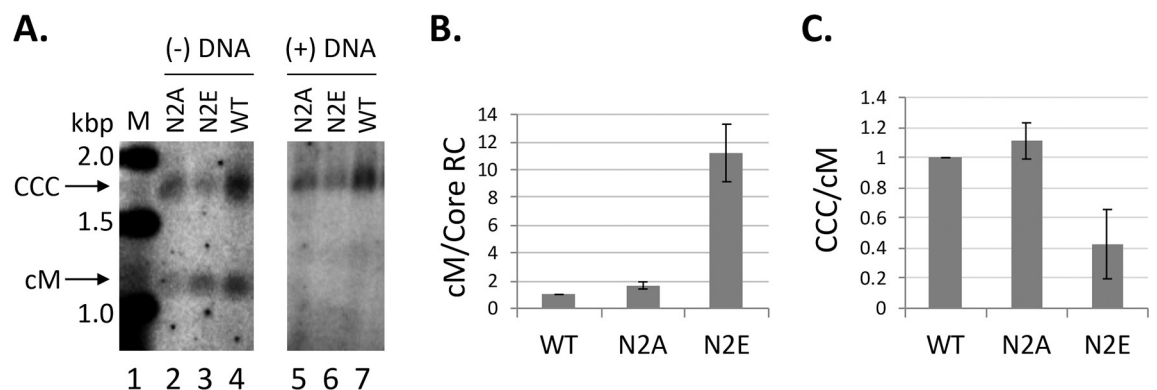 A.
(-) DNA
(+) DNA
kbp M N2A N2E WT N2A N2E WT
2.0
CCC
1.5
cM
1.0
1 2 3 4 5 6 7
B.
cM/Core RC
14
12
10
8
6
4
2
0
WT N2A N2E
C.
CCC/cM
1.4
1.2
1
0.8
0.6
0.4
0.2
0
WT N2A N2E